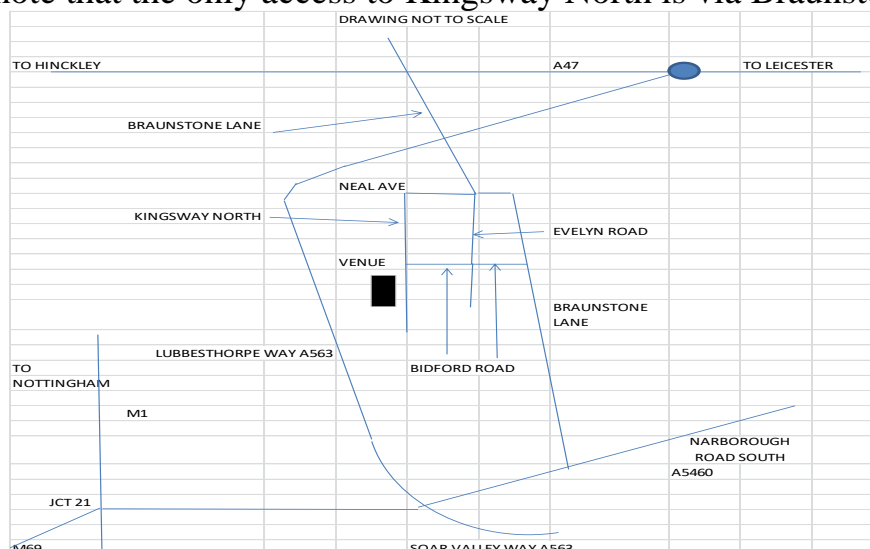 note that the only access to Kingsway North is via Braunst
DRAWING NOT TO SCALE
TO HINCKLEY
A47
TO LEICESTER
BRAUNSTONE LANE
NEAL AVE
KINGSWAY NORTH
EVELYN ROAD
VENUE
BRAUNSTONE
LANE
LUBBESTHORPE WAY A563
BIDFORD ROAD
TO
NOTTINGHAM
M1
NARBOROUGH
ROAD SOUTH
A5460
JCT 21
M69
SOAR VALLEY WAY A563